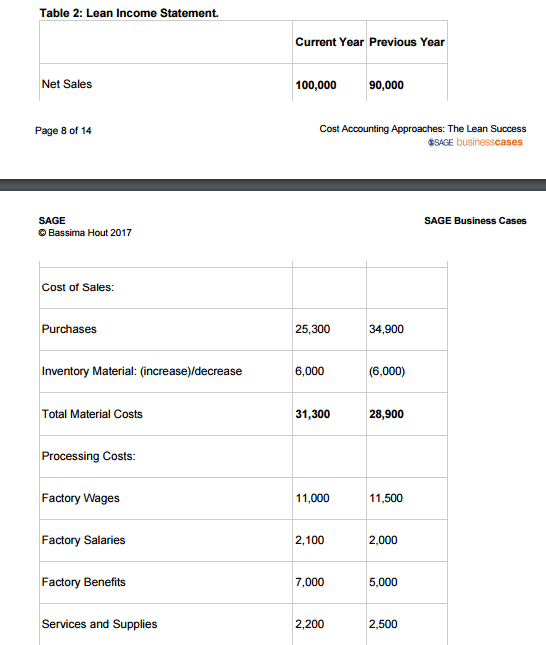 Table 2: Lean Income Statement.
Current Year Previous Year
Net Sales 100,000 90,000
Page 8 of 14 Cost Accounting Approaches: The Lean Success
SAGE businesscases
SAGE SAGE Business Cases
© Bassima Hout 2017
Cost of Sales:
Purchases 25,300 34,900
Inventory Material: (increase)/decrease 6,000 (6,000)
Total Material Costs 31,300 28,900
Processing Costs:
Factory Wages 11,000 11,500
Factory Salaries 2,100 2,000
Factory Benefits 7,000 5,000
Services and Supplies 2,200 2,500